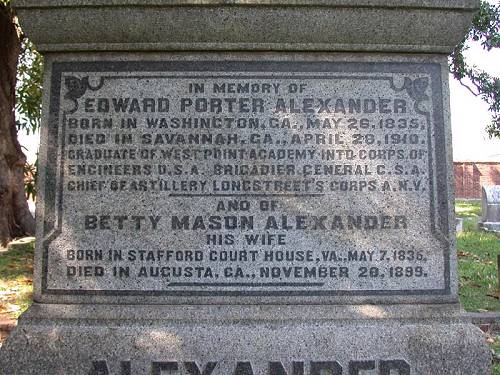 IN MEMORY OF
EDWARD PORTER ALEXANDER
BORN IN WASHINGTON, GA., MAY 26, 1835,
DIED IN SAVANNAH, GA., APRIL 28, 1910.
GRADUATE OF WEST POINT ACADEMY INTO CORPS, OF
ENGINEERS U.S.A., BRIGADIER, GENERAL C.S.A.
CHIEF OF ARTILLERY, LONGSTREET'S CORPS A.N.V.
AND OF
BETTY MASON ALEXANDER
HIS WIFE
BORN IN STAFFORD COURT HOUSE, VA., MAY 7, 1836,
DIED IN AUGUSTA, GA., NOVEMBER 20, 1899.
ALEXANDER